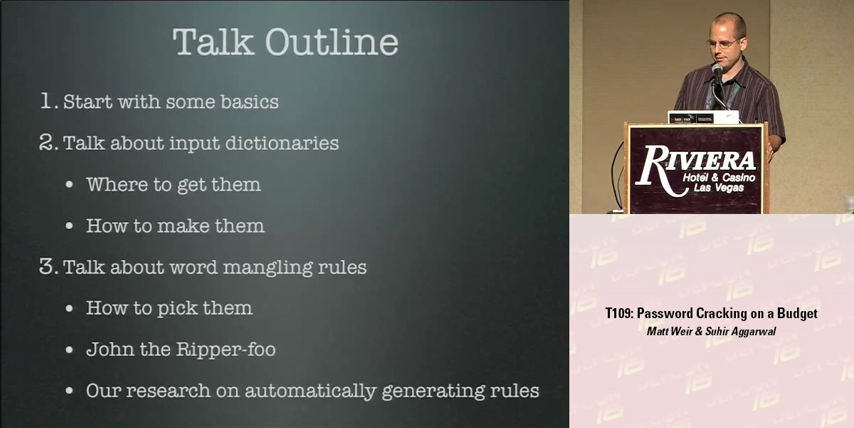 Talk Outline
1. Start with some basics
2. Talk about input dictionaries
• Where to get them
• How to make them
3. Talk about word mangling rules
• How to pick them
• John the Ripper-foo
• Our research on automatically generating rules
RIVIERA
Hotel & Casino
Las Vegas
T109: Password Cracking on a Budget
Matt Weir & Suhir Aggarwal